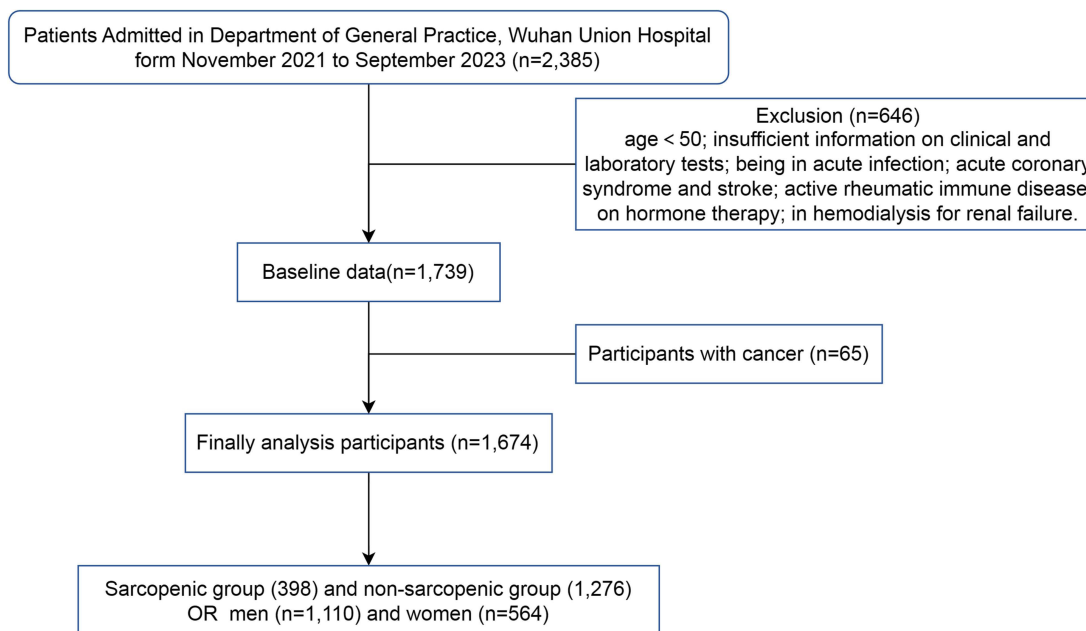 Patients Admitted in Department of General Practice, Wuhan Union Hospital
form November 2021 to September 2023 (n=2,385)
Exclusion (n=646)
age < 50; insufficient information on clinical and
laboratory tests; being in acute infection; acute coronary
syndrome and stroke; active rheumatic immune disease
on hormone therapy; in hemodialysis for renal failure.
Baseline data(n=1,739)
Participants with cancer (n=65)
Finally analysis participants (n=1,674)
Sarcopenic group (398) and non-sarcopenic group (1,276)
OR men (n=1,110) and women (n=564)